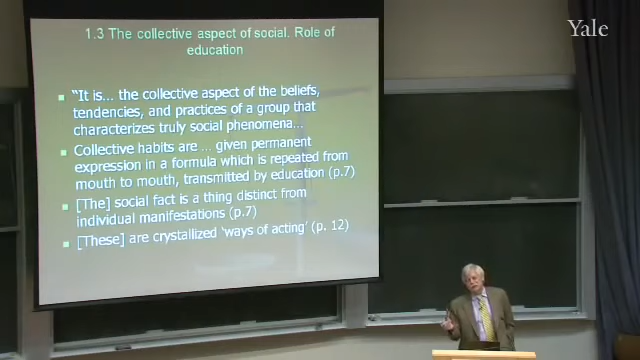 Yale
1.3 The collective aspect of social. Role of
education
"It is... the collective aspect of the beliefs,
tendencies, and practices of a group that
characterizes truly social phenomena...
Collective habits are ... given permanent
expression in a formula which is repeated from
mouth to mouth, transmitted by education (p.7)
[The] social fact is a thing distinct from
individual manifestations (p.7)
[These] are crystallized 'ways of acting' (p. 12)